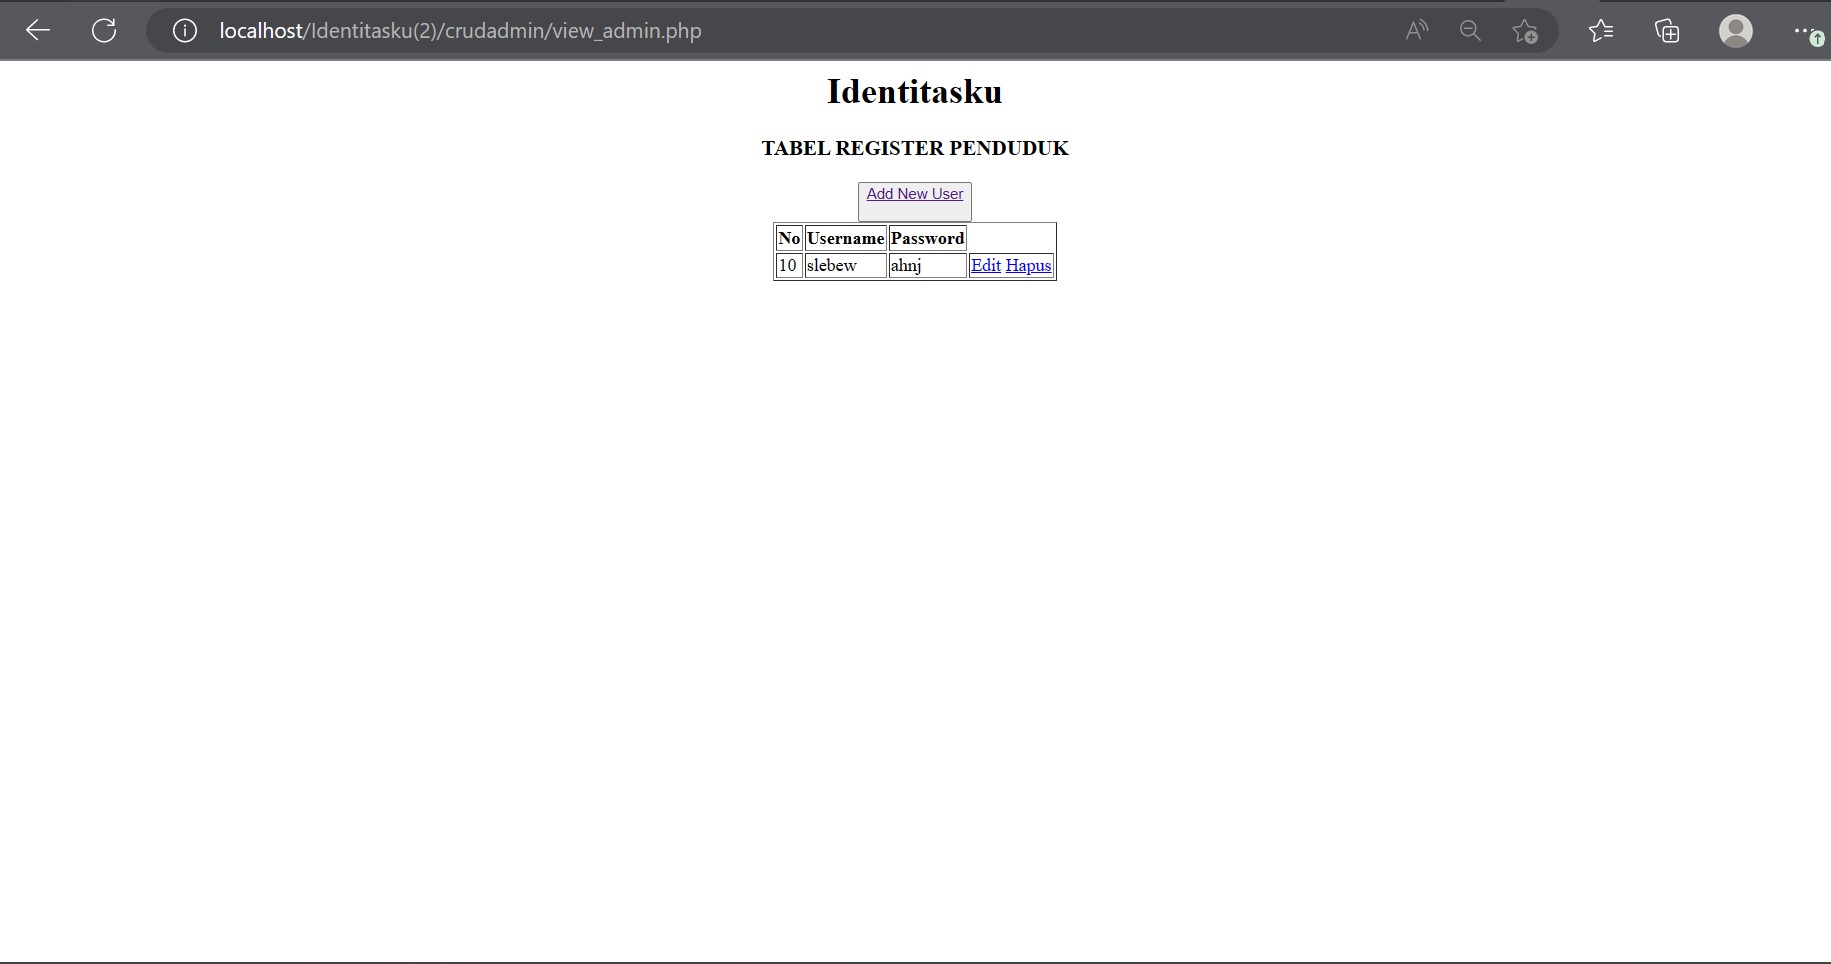 localhost/Identitasku(2)/crudadmin/view_admin.php
Identitasku
TABEL REGISTER PENDUDUK
Add New User
No Username Password
10 slebew ahnj Edit Hapus